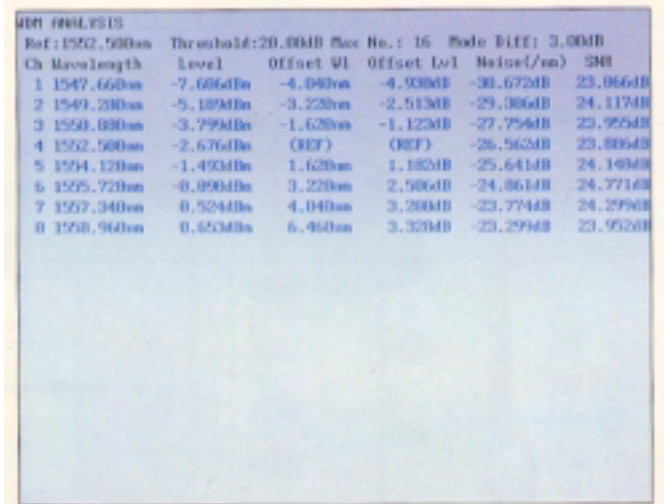 WDM ANALYSIS
Ref:1552.500nm Threshold:20.00dB Max No.: 16 Mode Diff: 3.00dB
Ch Wavelength Level Offset Wl Offset Lvl Noise(/nm) SNR
1 1547.660nm -7.606dBm -4.840nm -4.930dB -30.672dB 23.066dB
2 1549.280nm -5.189dBm -3.220nm -2.513dB -29.306dB 24.117dB
3 1550.880nm -3.799dBm -1.620nm -1.123dB -27.754dB 23.955dB
4 1552.500nm -2.676dBm (REF) (REF) -26.562dB 23.886dB
5 1554.120nm -1.493dBm 1.620nm 1.182dB -25.641dB 24.148dB
6 1555.720nm -0.090dBm 3.220nm 2.586dB -24.861dB 24.771dB
7 1557.340nm 0.524dBm 4.840nm 3.200dB -23.774dB 24.299dB
8 1558.960nm 0.653dBm 6.460nm 3.328dB -23.299dB 23.952dB